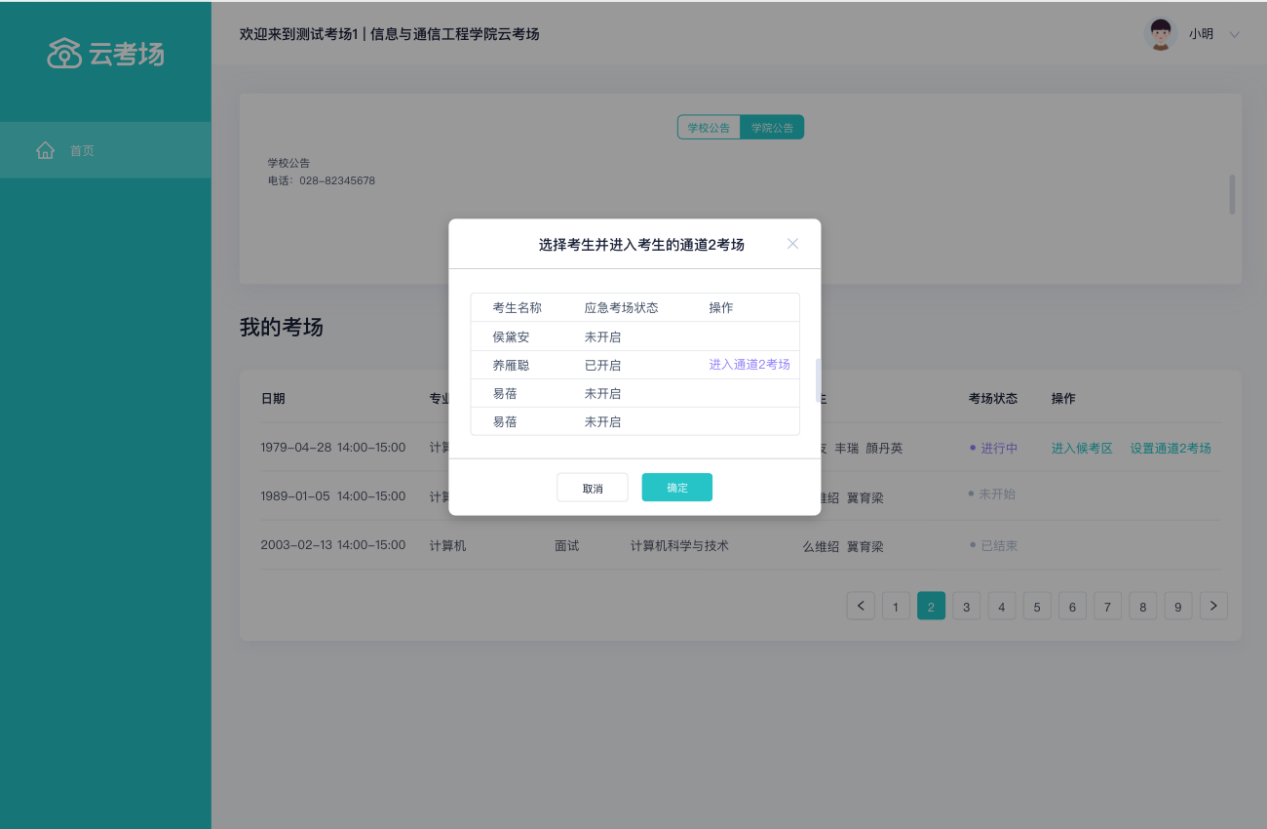 云考场
欢迎来到测试考场1 | 信息与通信工程学院云考场
小明
首页
学校公告 学院公告
学校公告
电话：028-82345678
选择考生并进入考生的通道2考场
考生名称 应急考场状态 操作
侯黛安 未开启
养雁聪 已开启 进入通道2考场
易蓓 未开启
易蓓 未开启
取消 确定
我的考场
日期 考场状态 操作
1979-04-28 14:00-15:00 丰瑞 颜丹英 进行中 进入候考区 设置通道2考场
1989-01-05 14:00-15:00 冀育梁 未开始
2003-02-13 14:00-15:00 计算机 面试 计算机科学与技术 么维绍 冀育梁 已结束
1 2 3 4 5 6 7 8 9